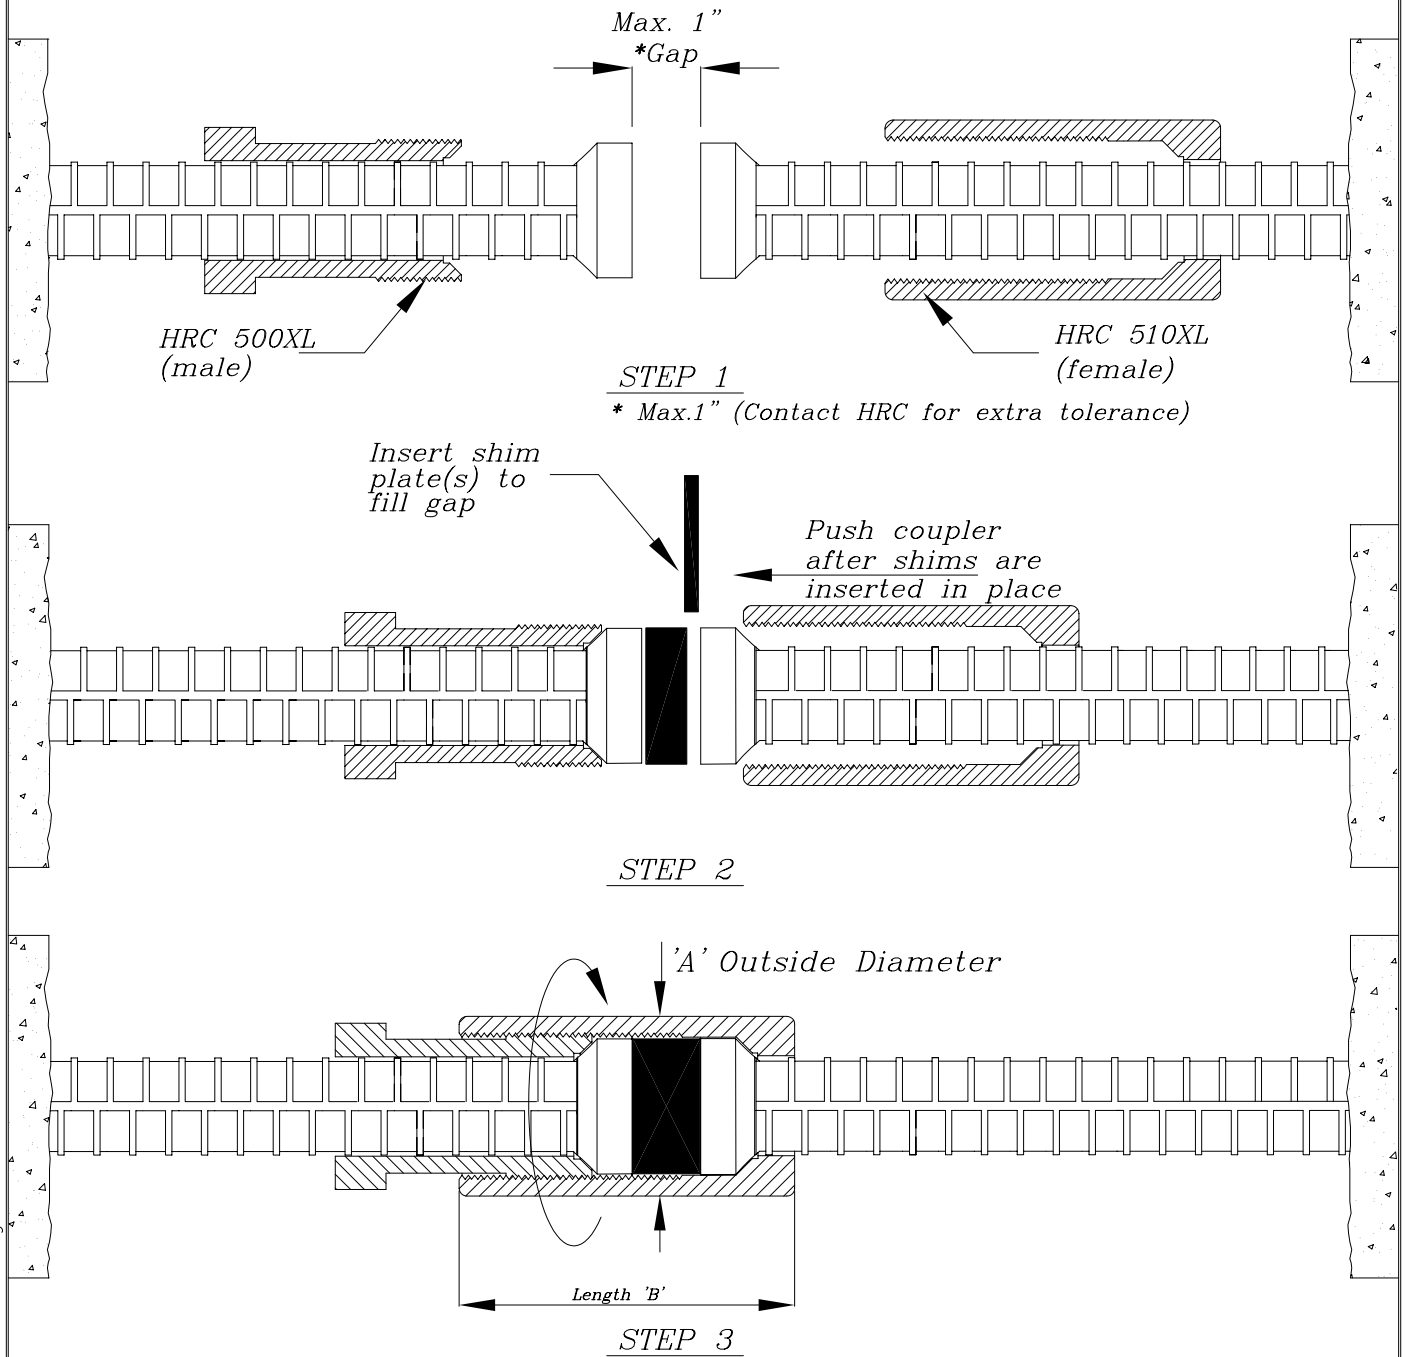 Max. 1"
*Gap
HRC 500XL
(male)
HRC 510XL
(female)
STEP 1
* Max.1" (Contact HRC for extra tolerance)
Insert shim
plate(s) to
fill gap
Push coupler
after shims are
inserted in place
STEP 2
'A' Outside Diameter
Length 'B'
STEP 3